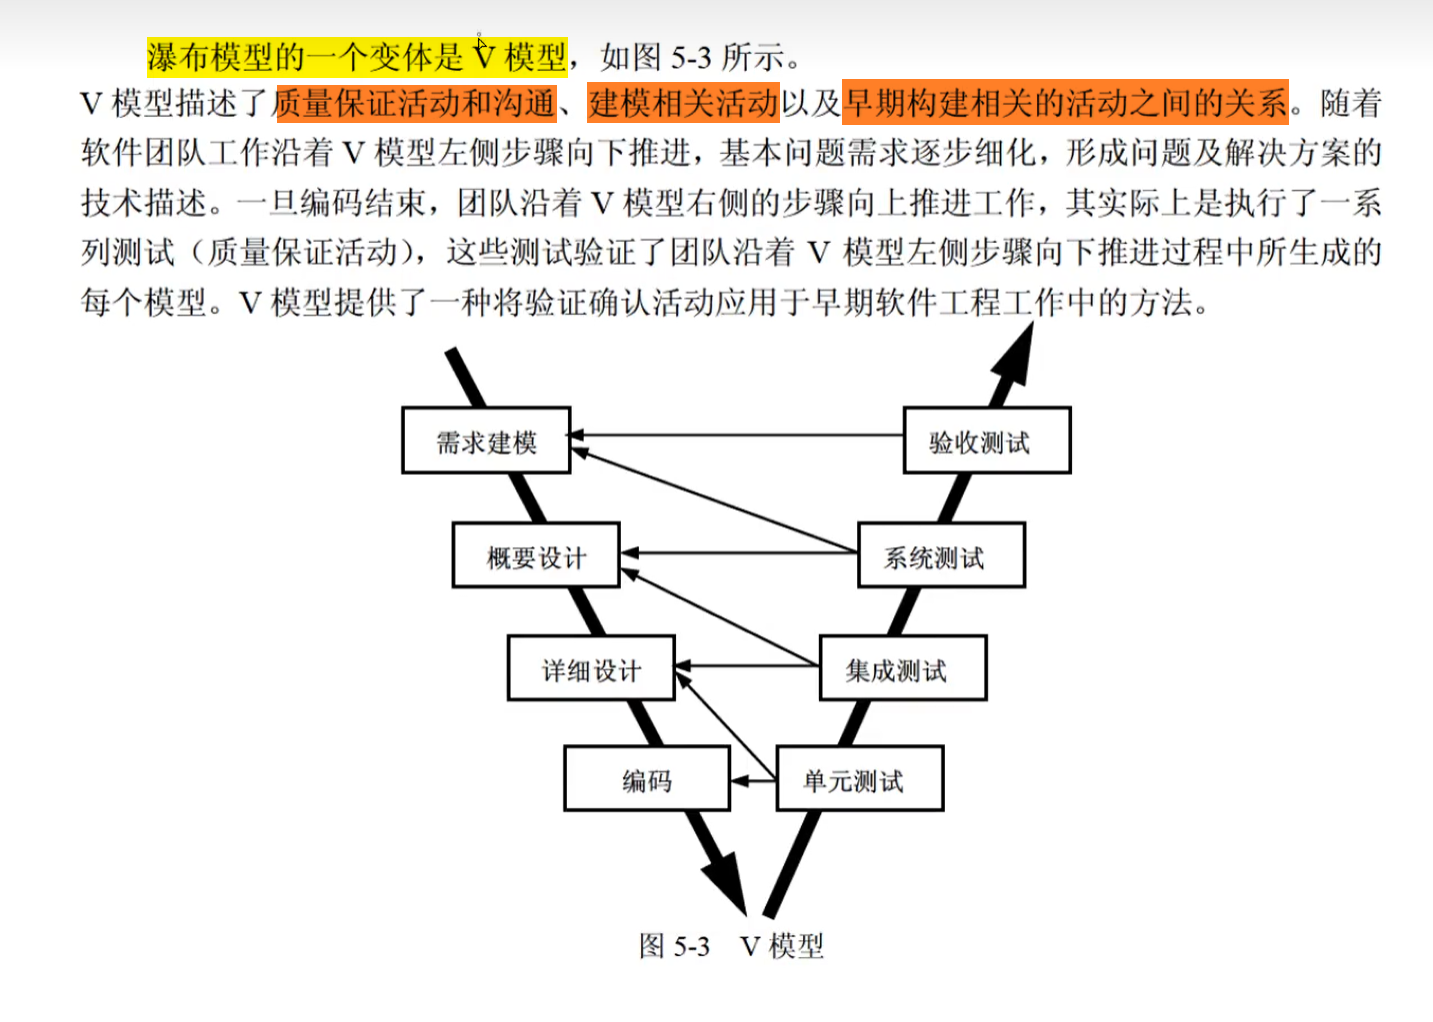 瀑布模型的一个变体是 V 模型，如图 5-3 所示。
V 模型描述了质量保证活动和沟通、建模相关活动以及早期构建相关的活动之间的关系。随着
软件团队工作沿着 V 模型左侧步骤向下推进，基本问题需求逐步细化，形成问题及解决方案的
技术描述。一旦编码结束，团队沿着 V 模型右侧的步骤向上推进工作，其实际上是执行了一系
列测试（质量保证活动），这些测试验证了团队沿着 V 模型左侧步骤向下推进过程中所生成的
每个模型。V 模型提供了一种将验证确认活动应用于早期软件工程工作中的方法。
需求建模
验收测试
概要设计
系统测试
详细设计
集成测试
编码
单元测试
图 5-3 V 模型